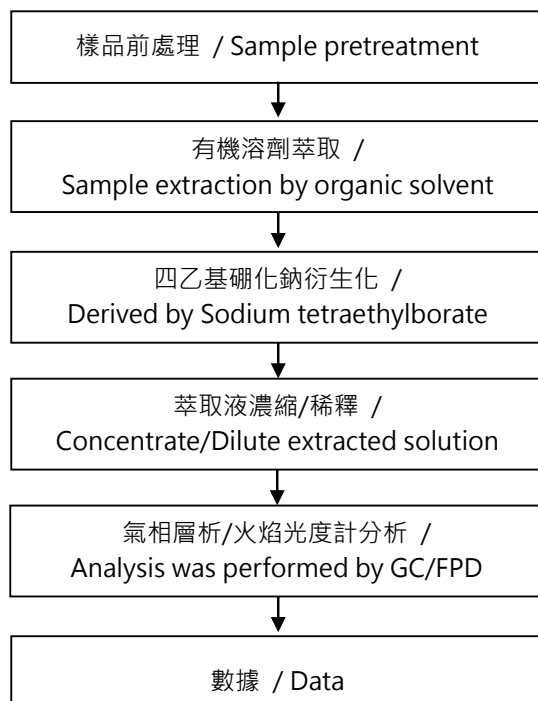 樣品前處理 / Sample pretreatment
有機溶劑萃取 /
Sample extraction by organic solvent
四乙基硼化鈉衍生化 /
Derived by Sodium tetraethylborate
萃取液濃縮/稀釋 /
Concentrate/Dilute extracted solution
氣相層析/火焰光度計分析 /
Analysis was performed by GC/FPD
數據 / Data